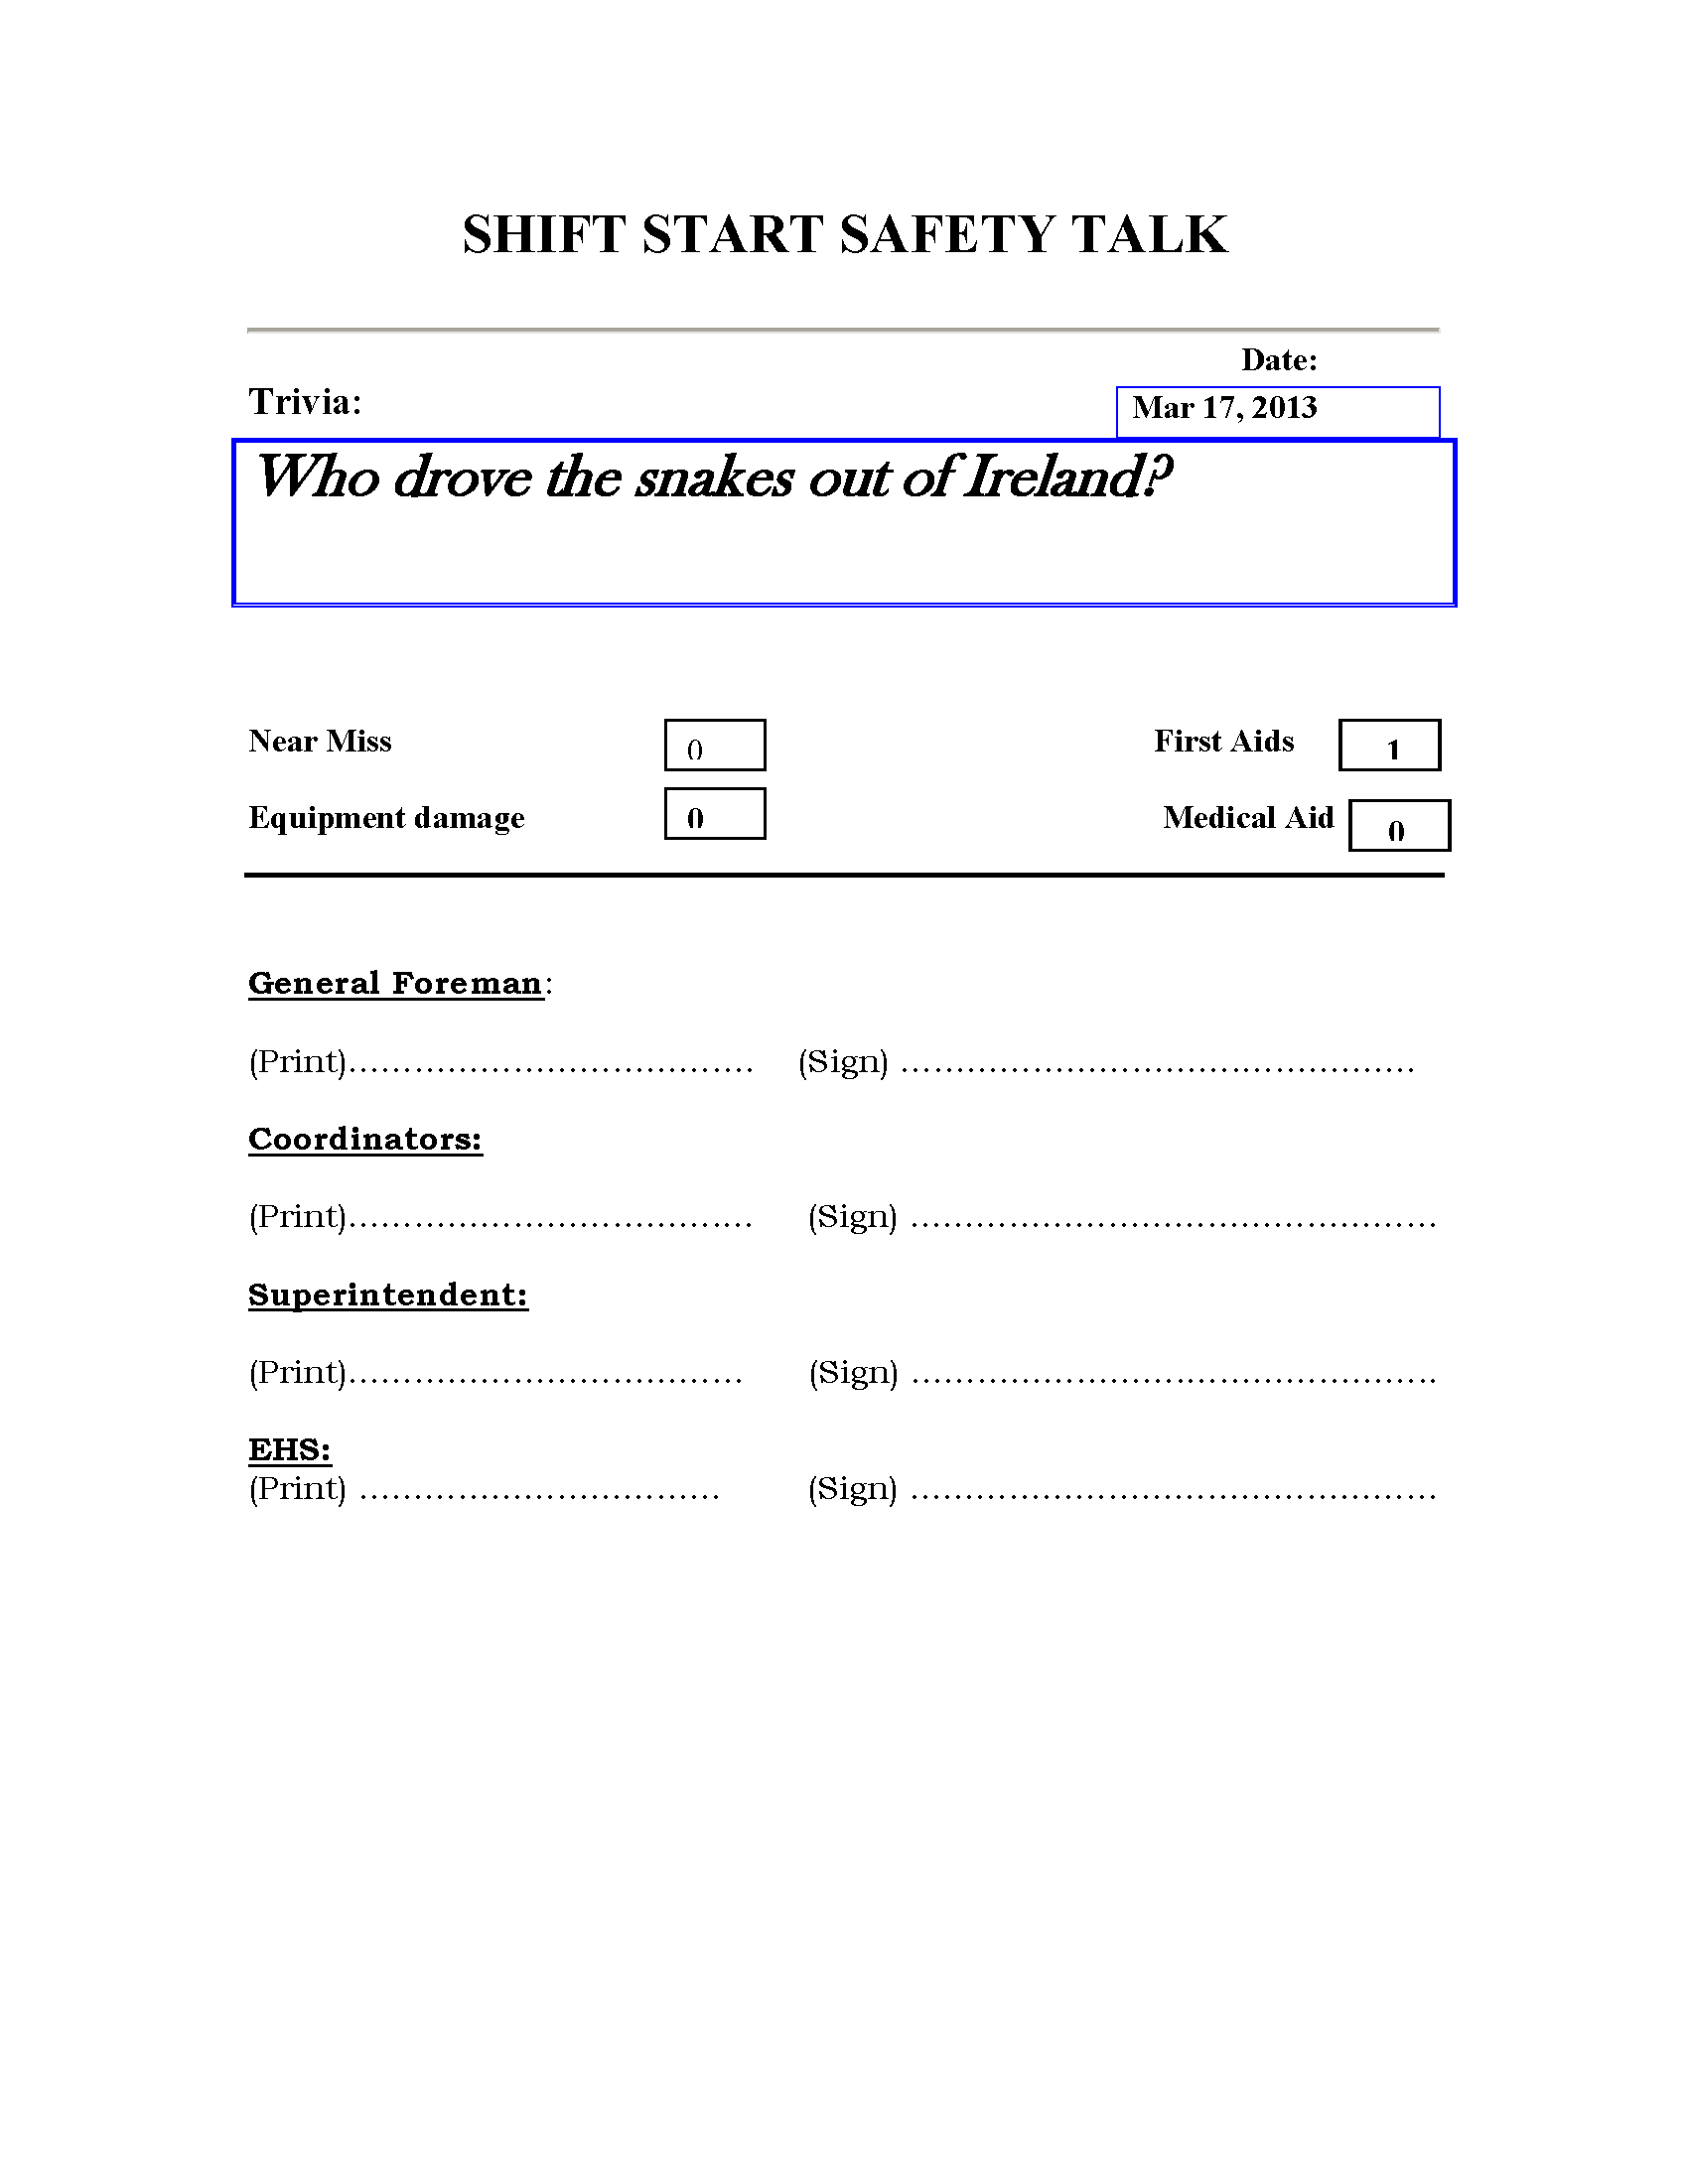 SHIFT START SAFETY TALK
Date:
Trivia:
Mar 17, 2013
Who drove the snakes out of Ireland?
Near Miss 0 First Aids 1
Equipment damage 0 Medical Aid 0
General Foreman:
(Print)..................................... (Sign) ...............................................
Coordinators:
(Print)..................................... (Sign) ................................................
Superintendent:
(Print).................................... (Sign) ................................................
EHS:
(Print) ................................. (Sign) ................................................